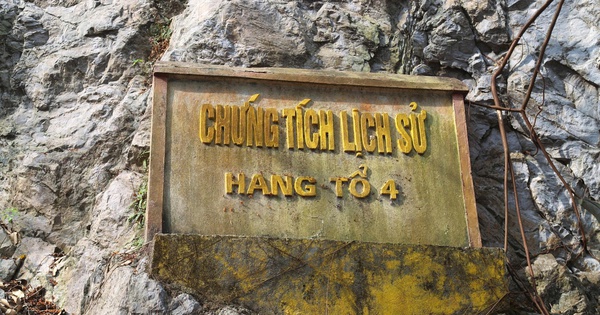 CHỨNG TÍCH LỊCH SỬ
HANG TỔ 4